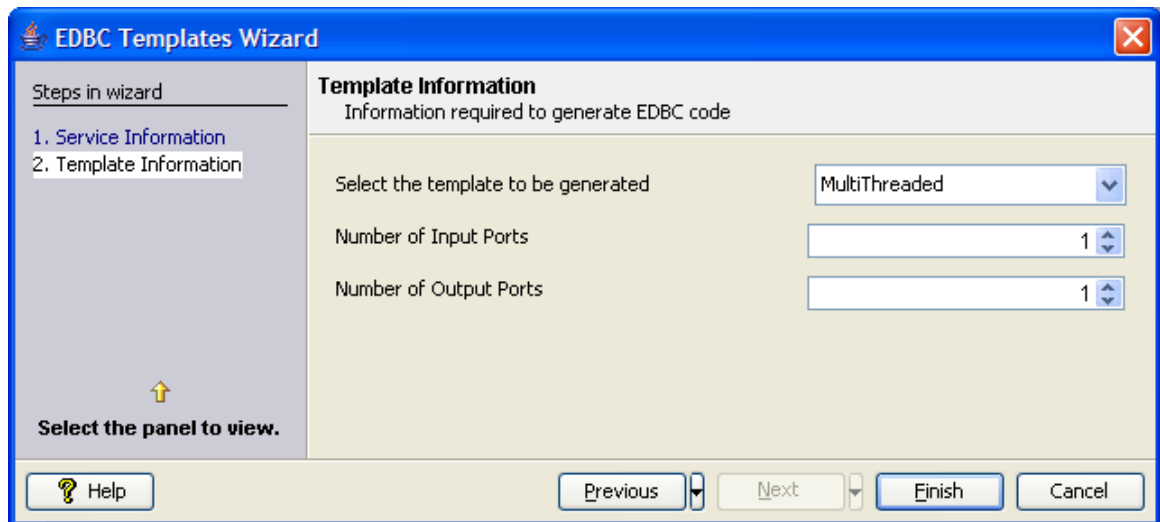 EDBC Templates Wizard
Steps in wizard
1. Service Information
2. Template Information
Select the panel to view.
Template Information
Information required to generate EDBC code
Select the template to be generated MultiThreaded
Number of Input Ports 1
Number of Output Ports 1
Help Previous Next Finish Cancel